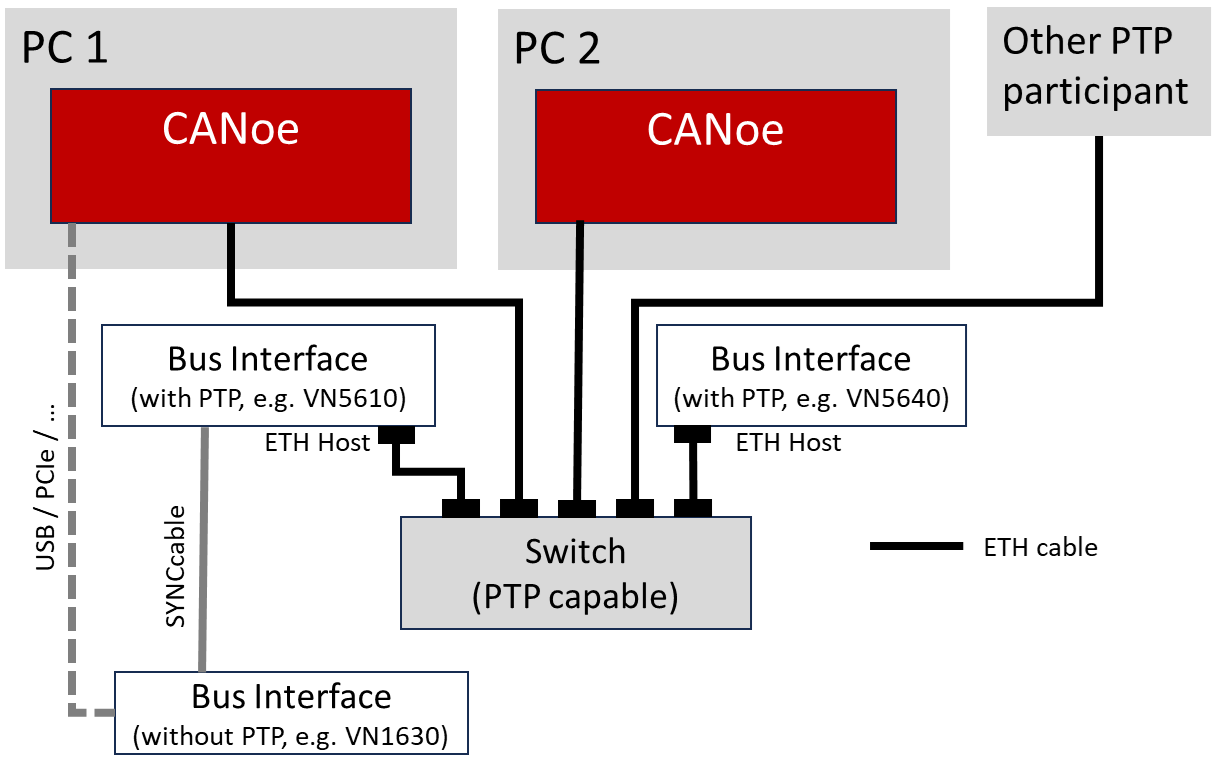 PC 1
CANoe
PC 2
CANoe
Other PTP
participant
Bus Interface
(with PTP, e.g. VN5610)
ETH Host
Bus Interface
(with PTP, e.g. VN5640)
ETH Host
USB / PCIe / ...
SYNCcable
Switch
(PTP capable)
ETH cable
Bus Interface
(without PTP, e.g. VN1630)